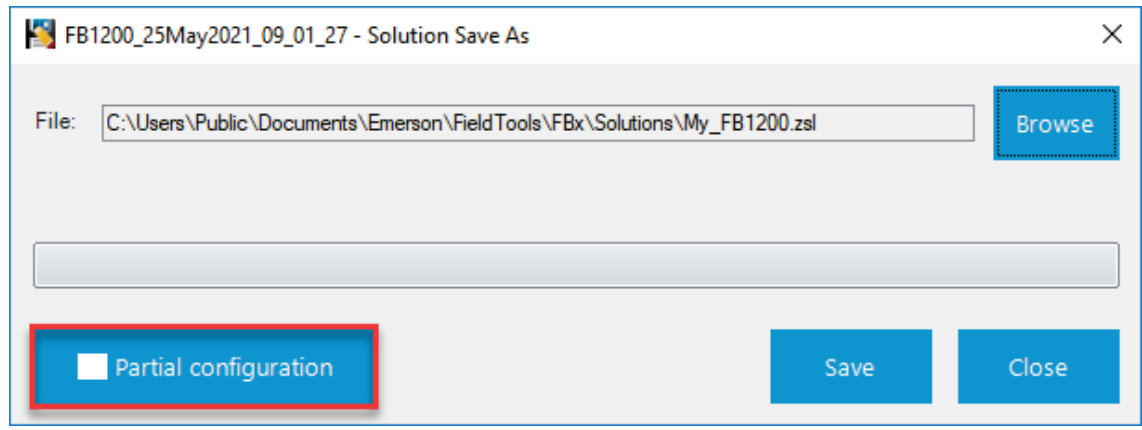 FB1200_25May2021_09_01_27 - Solution Save As
File: C:\Users\Public\Documents\Emerson\FieldTools\FBx\Solutions\My_FB1200.zsl Browse
Partial configuration Save Close